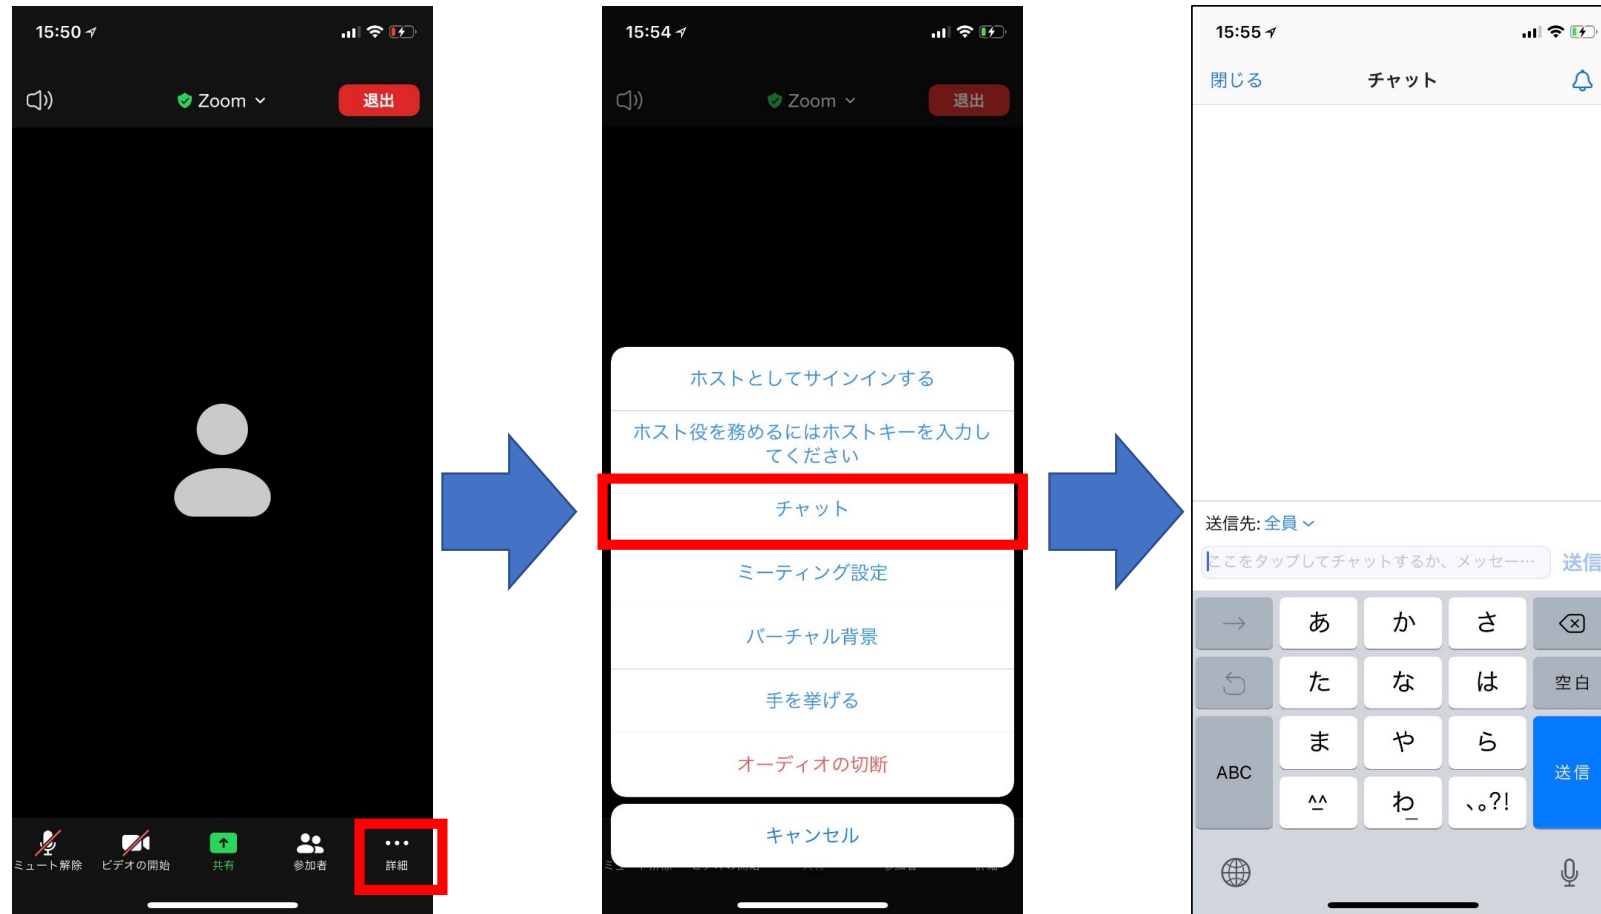 15:50
Zoom
退出
ミュート解除
ビデオの開始
共有
参加者
詳細
15:54
Zoom
退出
ホストとしてサインインする
ホスト役を務めるにはホストキーを入力し
てください
チャット
ミーティング設定
バーチャル背景
手を挙げる
オーディオの切断
キャンセル
15:55
閉じる
チャット
送信先: 全員
ここをタップしてチャットするか、メッセー…
送信
あ
か
さ
た
な
は
空白
ま
や
ら
ABC
^^
わ
、。?!
送信